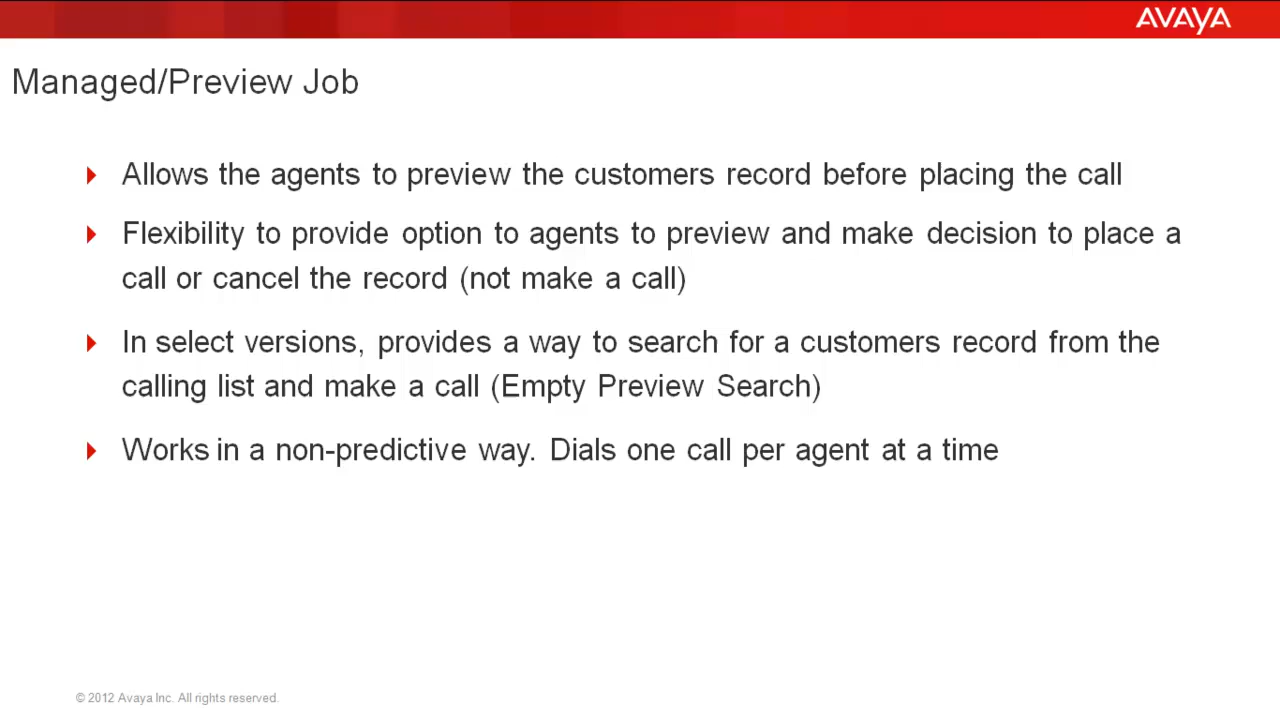 AVAYA
Managed/Preview Job
Allows the agents to preview the customers record before placing the call
Flexibility to provide option to agents to preview and make decision to place a
call or cancel the record (not make a call)
In select versions, provides a way to search for a customers record from the
calling list and make a call (Empty Preview Search)
Works in a non-predictive way. Dials one call per agent at a time
© 2012 Avaya Inc. All rights reserved.